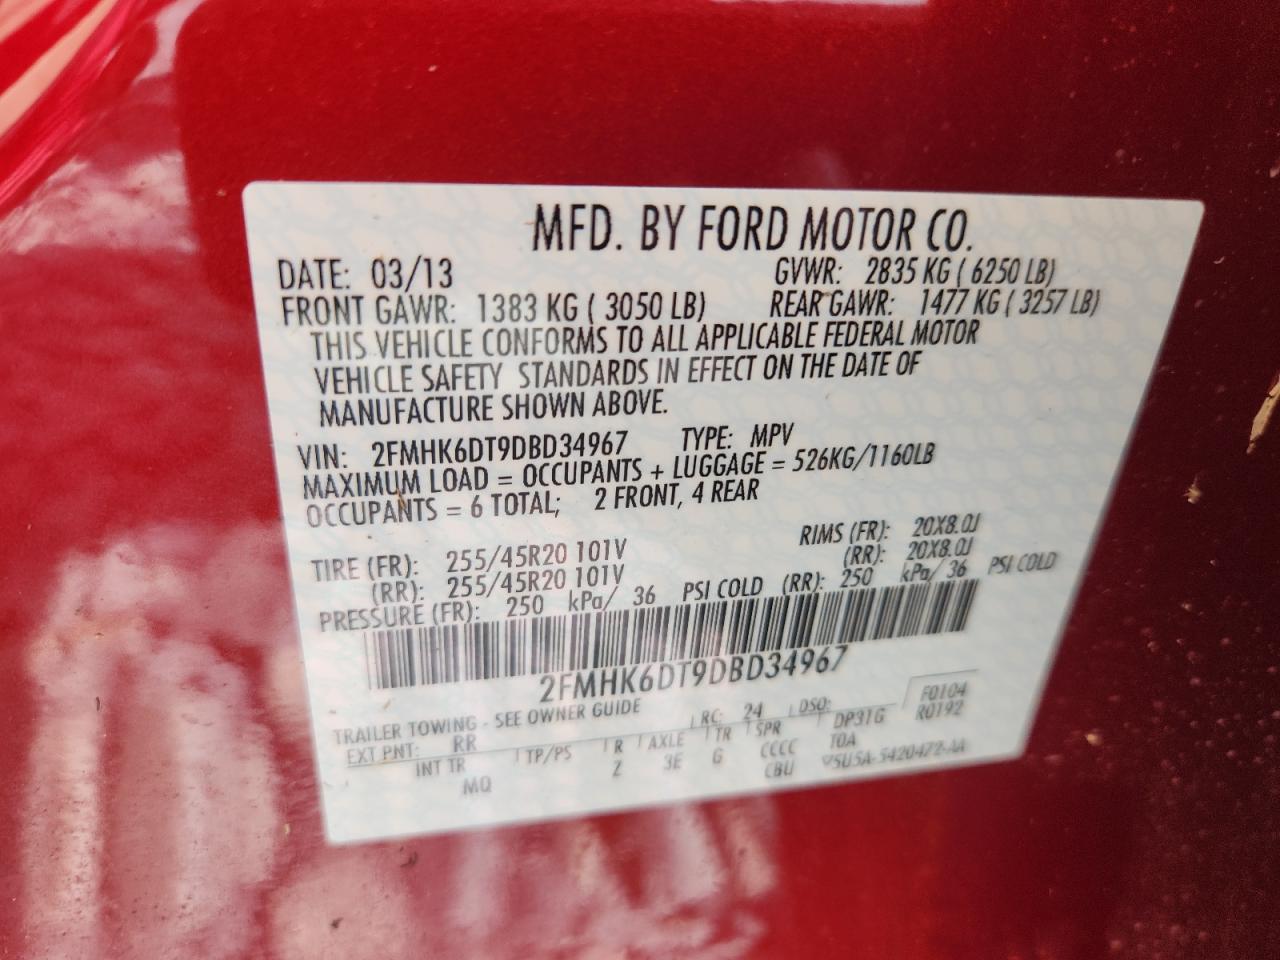 MFD. BY FORD MOTOR CO.
DATE: 03/13 GVWR: 2835 KG ( 6250 LB)
FRONT GAWR: 1383 KG ( 3050 LB) REAR GAWR: 1477 KG ( 3257 LB)
THIS VEHICLE CONFORMS TO ALL APPLICABLE FEDERAL MOTOR
VEHICLE SAFETY STANDARDS IN EFFECT ON THE DATE OF
MANUFACTURE SHOWN ABOVE.
VIN: 2FMHK6DT9DBD34967 TYPE: MPV
MAXIMUM LOAD = OCCUPANTS + LUGGAGE = 526KG/1160LB
OCCUPANTS = 6 TOTAL; 2 FRONT, 4 REAR
TIRE (FR): 255/45R20 101V RIMS (FR): 20X8.0J
(RR): 255/45R20 101V (RR): 20X8.0J
PRESSURE (FR): 250 kPa/ 36 PSI COLD (RR): 250 kPa/ 36 PSI COLD
2FMHK6DT9DBD34967
TRAILER TOWING - SEE OWNER GUIDE
EXT PNT: RR RC: 24 DSO: F0104
R0192
INT TR TP/PS R AXLE TR SPR DP31G
MQ 2 3E G CCCC TOA
CBU